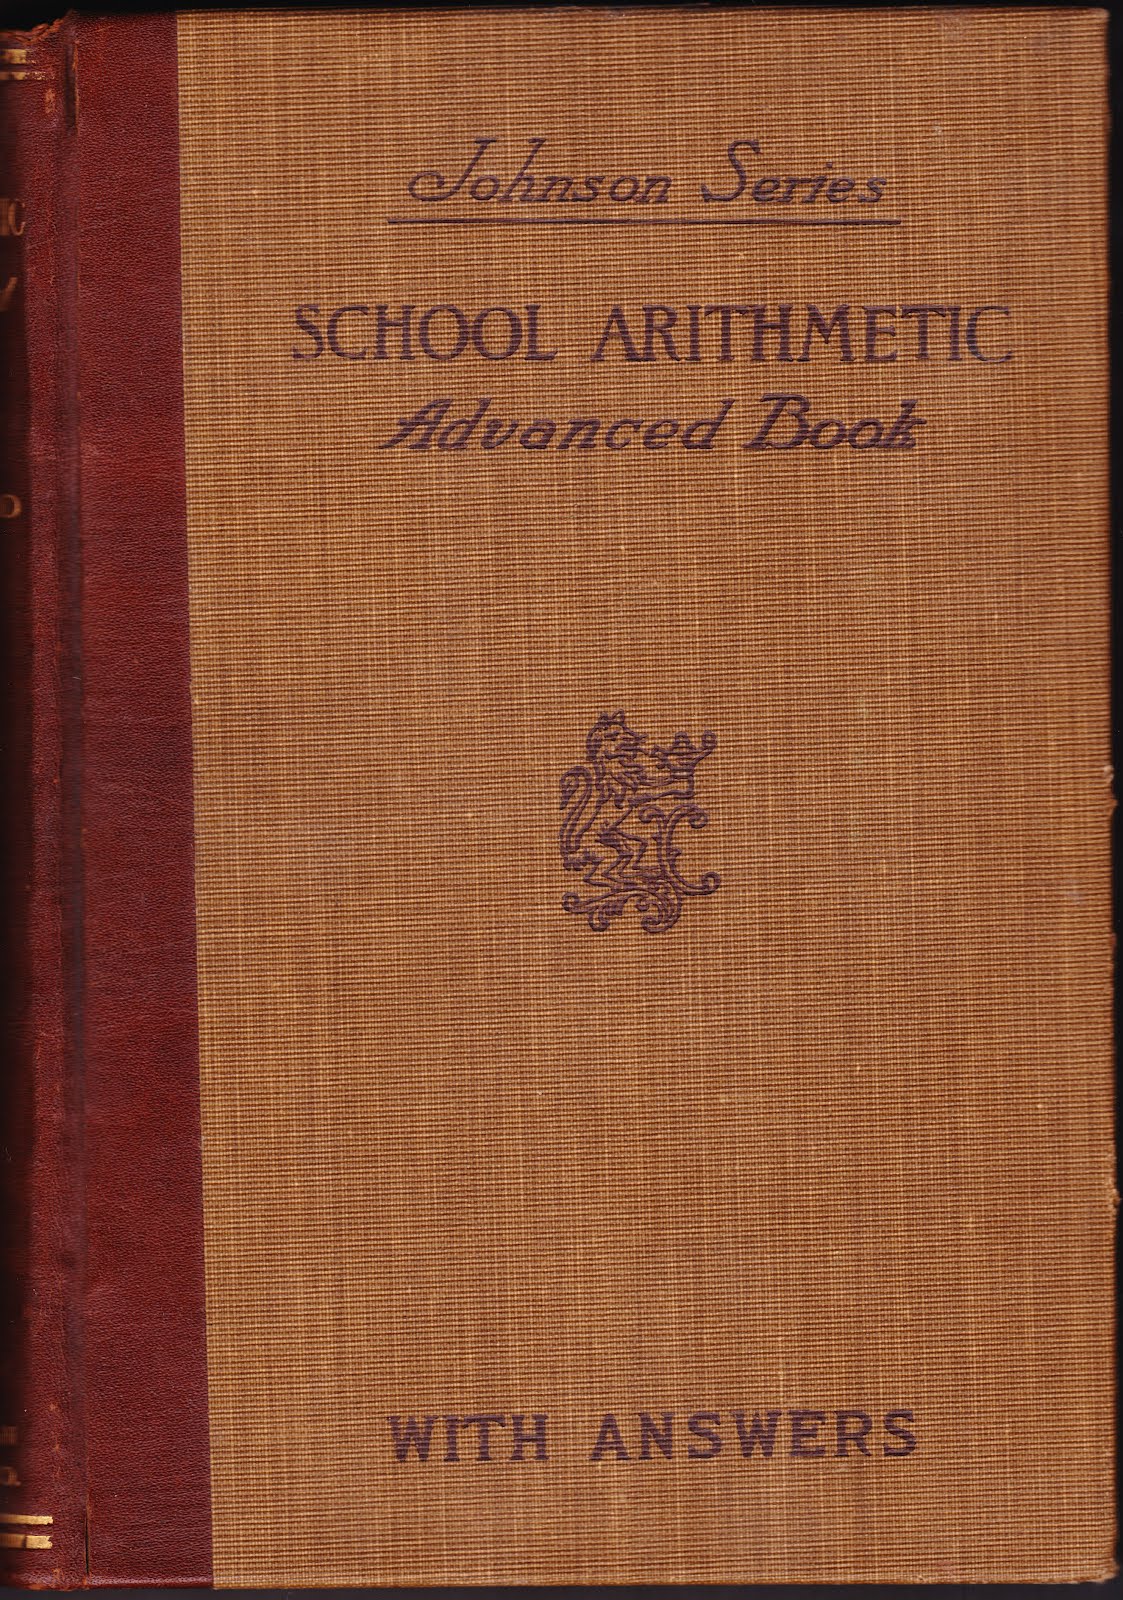 Johnson Series
SCHOOL ARITHMETIC
Advanced Book
WITH ANSWERS